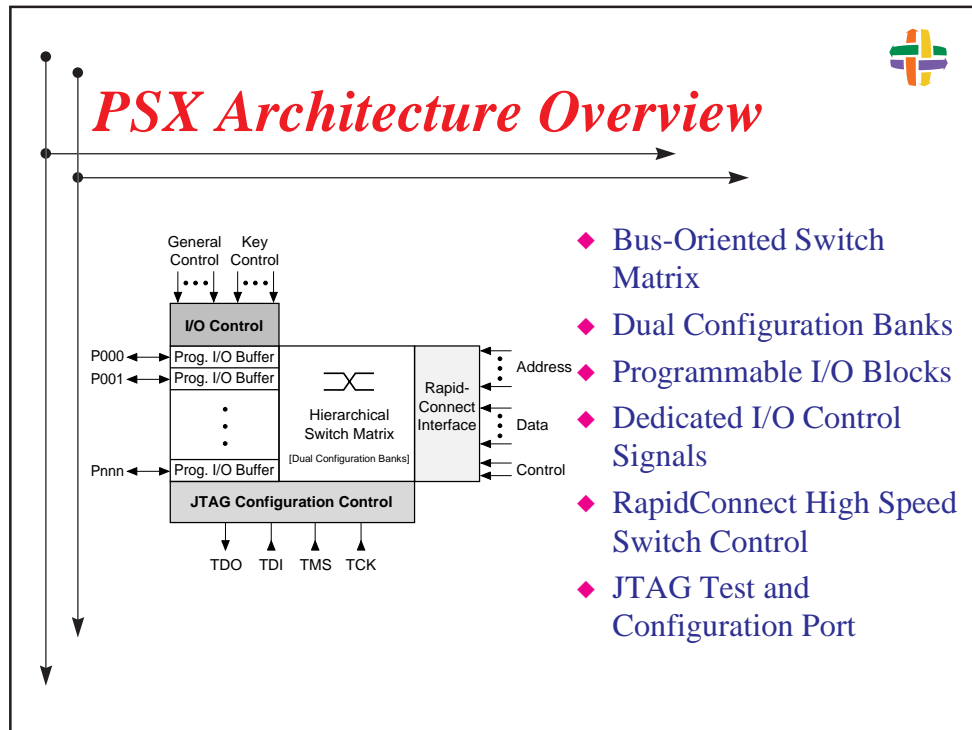 PSX Architecture Overview
General Key
Control Control
I/O Control
P000 Prog. I/O Buffer
P001 Prog. I/O Buffer
Pnnn Prog. I/O Buffer
Hierarchical
Switch Matrix
[Dual Configuration Banks]
Rapid-
Connect
Interface
Address
Data
Control
JTAG Configuration Control
TDO TDI TMS TCK
Bus-Oriented Switch
Matrix
Dual Configuration Banks
Programmable I/O Blocks
Dedicated I/O Control
Signals
RapidConnect High Speed
Switch Control
JTAG Test and
Configuration Port